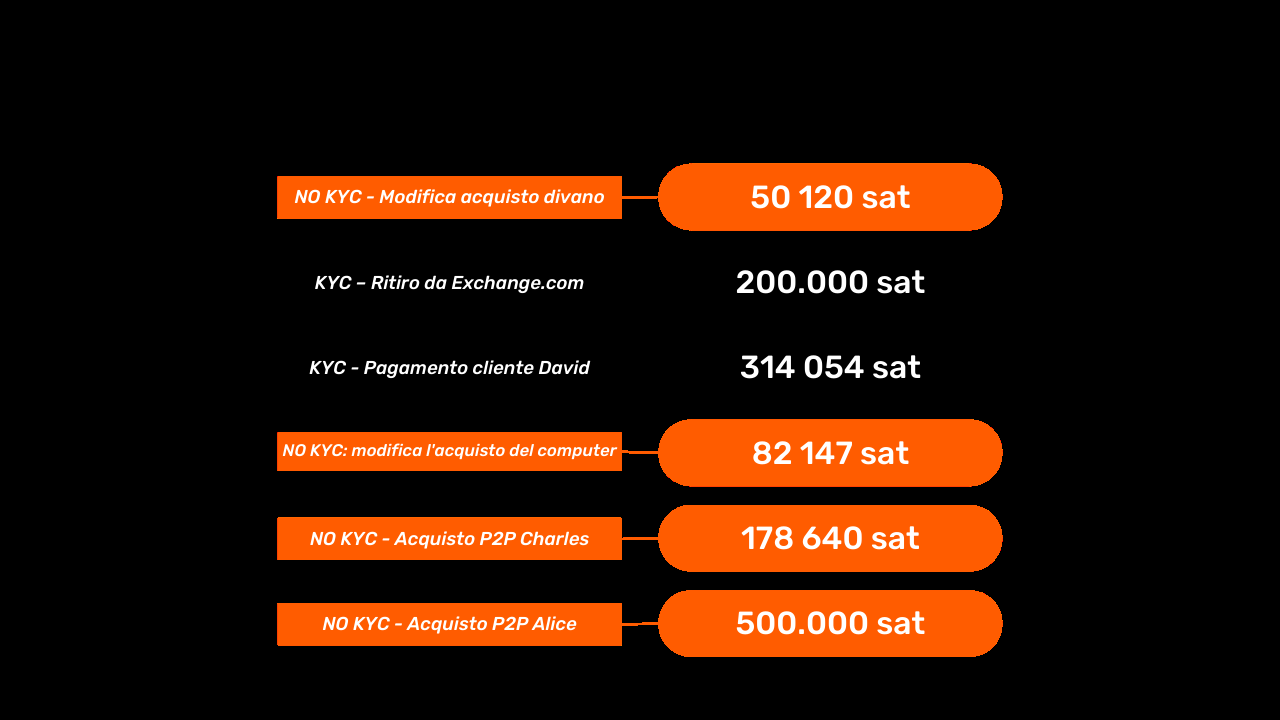 NO KYC - Modifica acquisto divano
50 120 sat
KYC – Ritiro da Exchange.com
200.000 sat
KYC - Pagamento cliente David
314 054 sat
NO KYC: modifica l'acquisto del computer
82 147 sat
NO KYC - Acquisto P2P Charles
178 640 sat
NO KYC - Acquisto P2P Alice
500.000 sat